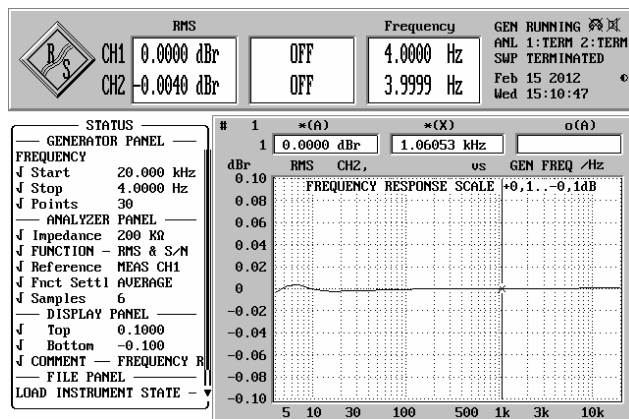 RMS Frequency
R S
CH1 0.0000 dBr OFF 4.0000 Hz
CH2 -0.0040 dBr OFF 3.9999 Hz
GEN RUNNING
ANL 1:TERM 2:TERM
SWP TERMINATED
Feb 15 2012
Wed 15:10:47
STATUS
GENERATOR PANEL
FREQUENCY
Start 20.000 kHz
Stop 4.0000 Hz
Points 30
ANALYZER PANEL
Impedance 200 KΩ
FUNCTION - RMS & S/N
Reference MEAS CH1
Fnct Settl AVERAGE
Samples 6
DISPLAY PANEL
Top 0.1000
Bottom -0.100
COMMENT — FREQUENCY R
FILE PANEL
LOAD INSTRUMENT STATE -
# 1 *(A) *(X) o(A)
1 0.0000 dBr 1.06053 kHz
dBr RMS CH2, vs GEN FREQ /Hz
FREQUENCY RESPONSE SCALE +0,1..-0,1dB
0.10
0.08
0.06
0.04
0.02
0
-0.02
-0.04
-0.06
-0.08
-0.10
5 10 30 100 500 1k 3k 10k